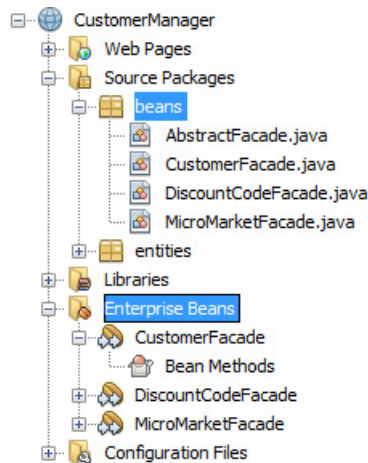 CustomerManager
Web Pages
Source Packages
beans
AbstractFacade.java
CustomerFacade.java
DiscountCodeFacade.java
MicroMarketFacade.java
entities
Libraries
Enterprise Beans
CustomerFacade
Bean Methods
DiscountCodeFacade
MicroMarketFacade
Configuration Files